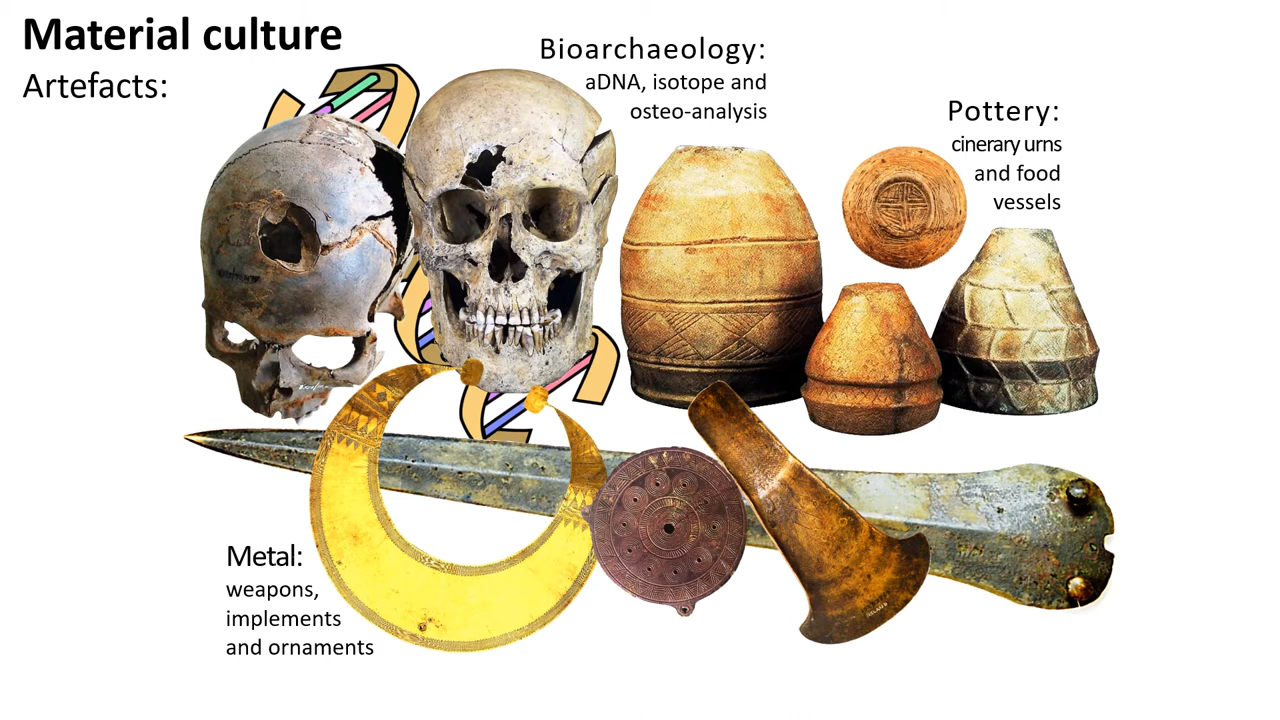 Material culture
Artefacts:
Bioarchaeology:
aDNA, isotope and
osteo-analysis
Pottery:
cinerary urns
and food
vessels
Metal:
weapons,
implements
and ornaments